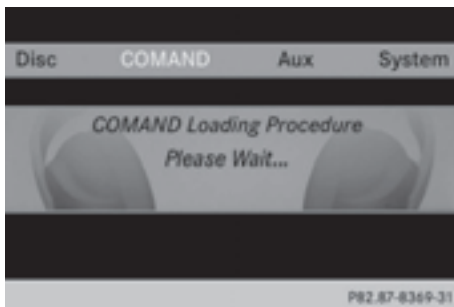 Disc COMAND Aux System
COMAND Loading Procedure
Please Wait...
P82.87-8369-31